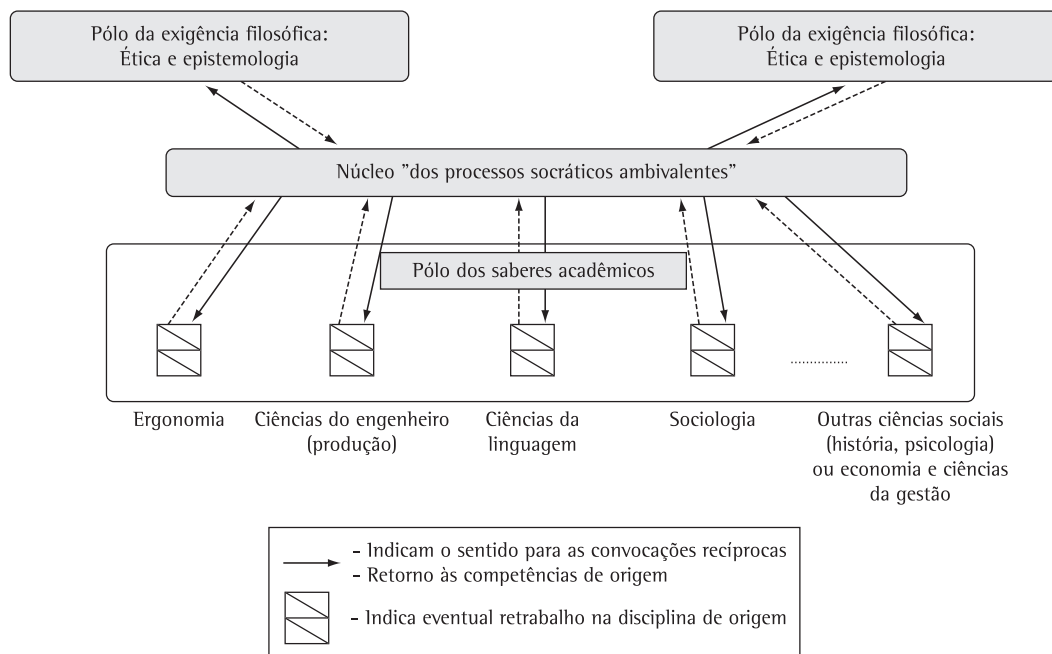 Pólo da exigência filosófica:
Ética e epistemologia
Pólo da exigência filosófica:
Ética e epistemologia
Núcleo ”dos processos socráticos ambivalentes”
Pólo dos saberes acadêmicos
...............
Ergonomia
Ciências do engenheiro
(produção)
Ciências da
linguagem
Sociologia
Outras ciências sociais
(história, psicologia)
ou economia e ciências
da gestão
- Indicam o sentido para as convocações recíprocas
- Retorno às competências de origem
- Indica eventual retrabalho na disciplina de origem